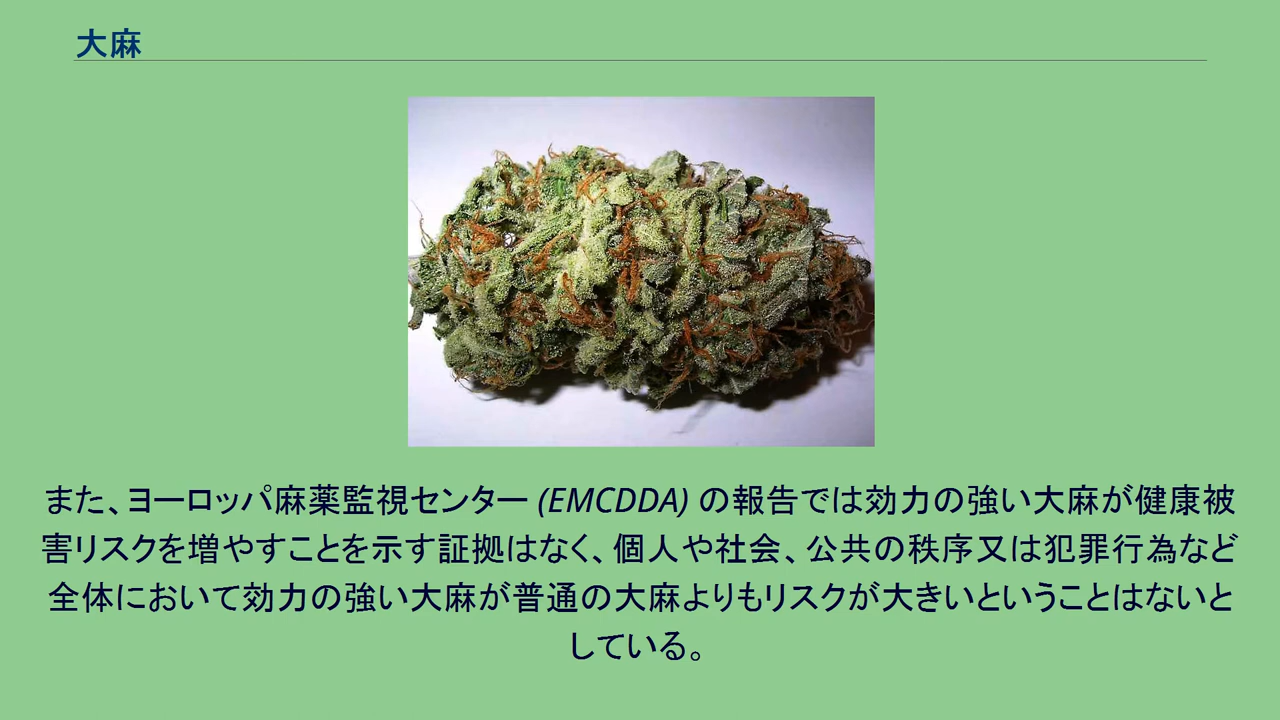 大麻
また、ヨーロッパ麻薬監視センター (EMCDDA) の報告では効力の強い大麻が健康被
害リスクを増やすことを示す証拠はなく、個人や社会、公共の秩序又は犯罪行為など
全体において効力の強い大麻が普通の大麻よりもリスクが大きいということはないと
している。